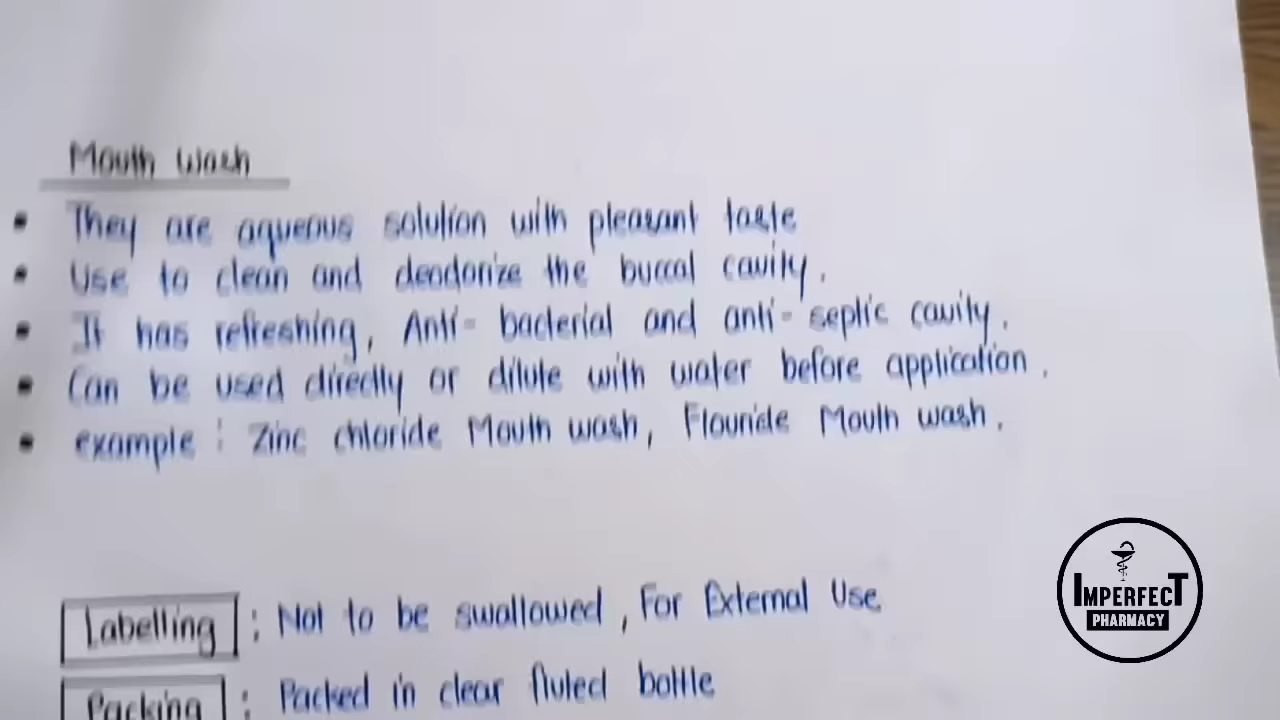 Mouth wash
• They are aqueous solution with pleasant taste
• Use to clean and deodorize the buccal cavity.
• It has refreshing, Anti-bacterial and anti-septic cavity.
• Can be used directly or dilute with water before application.
• example : Zinc chloride Mouth wash, Flouride Mouth wash.
Labelling : Not to be swallowed, For External Use
Packing : Packed in clear fluted bottle
IMPERFECT
PHARMACY